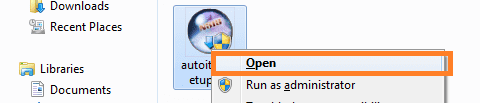 Downloads
Recent Places
Libraries
Documents
autoit
etup
Open
Run as administrator